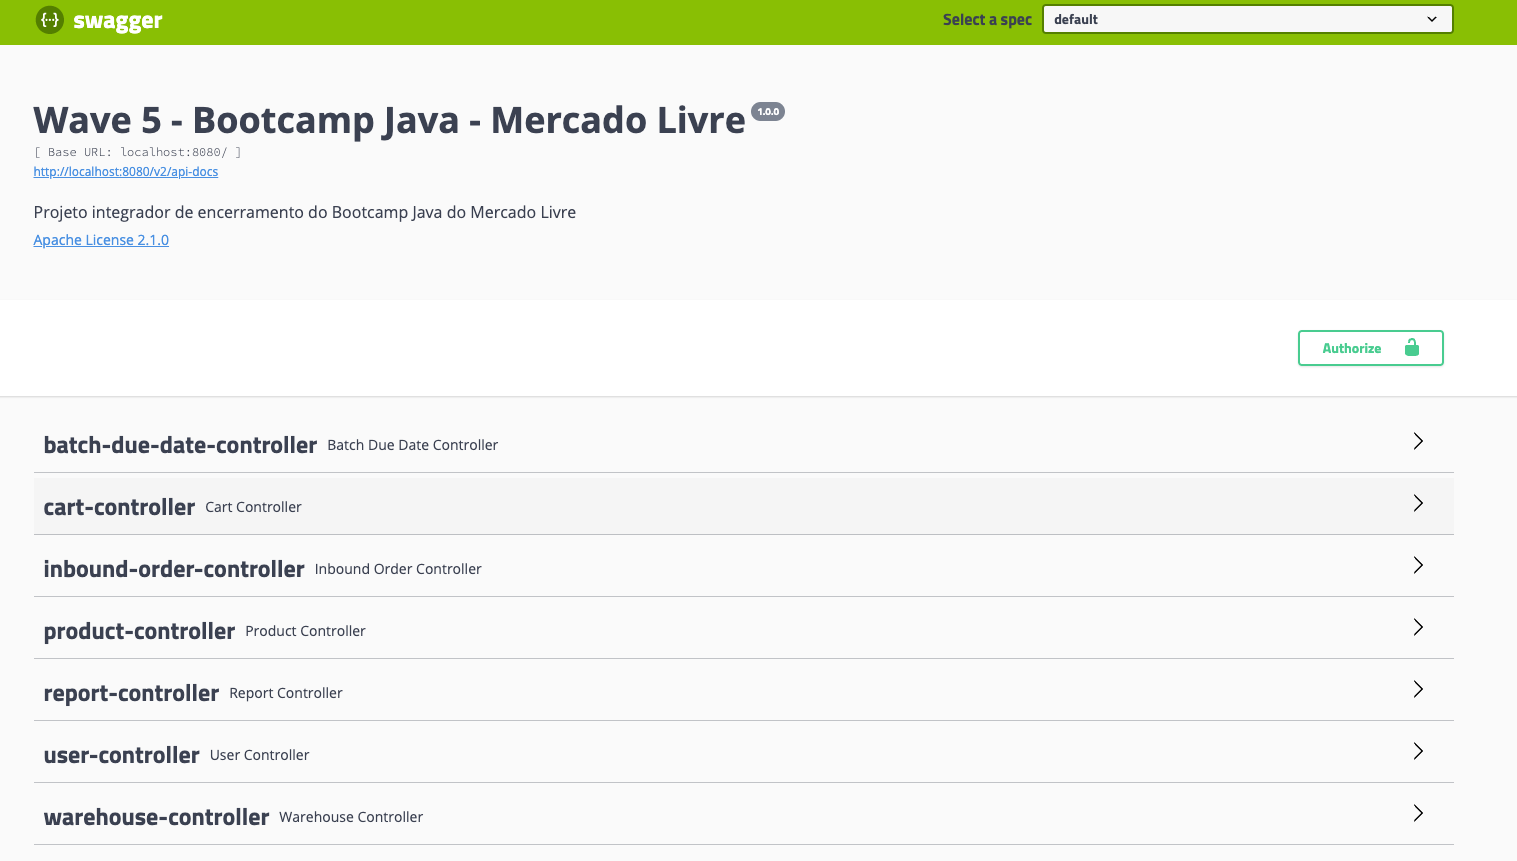 {··} swagger
Select a spec default
Wave 5 - Bootcamp Java - Mercado Livre 1.0.0
[ Base URL: localhost:8080/ ]
http://localhost:8080/v2/api-docs
Projeto integrador de encerramento do Bootcamp Java do Mercado Livre
Apache License 2.1.0
Authorize
batch-due-date-controller Batch Due Date Controller
cart-controller Cart Controller
inbound-order-controller Inbound Order Controller
product-controller Product Controller
report-controller Report Controller
user-controller User Controller
warehouse-controller Warehouse Controller